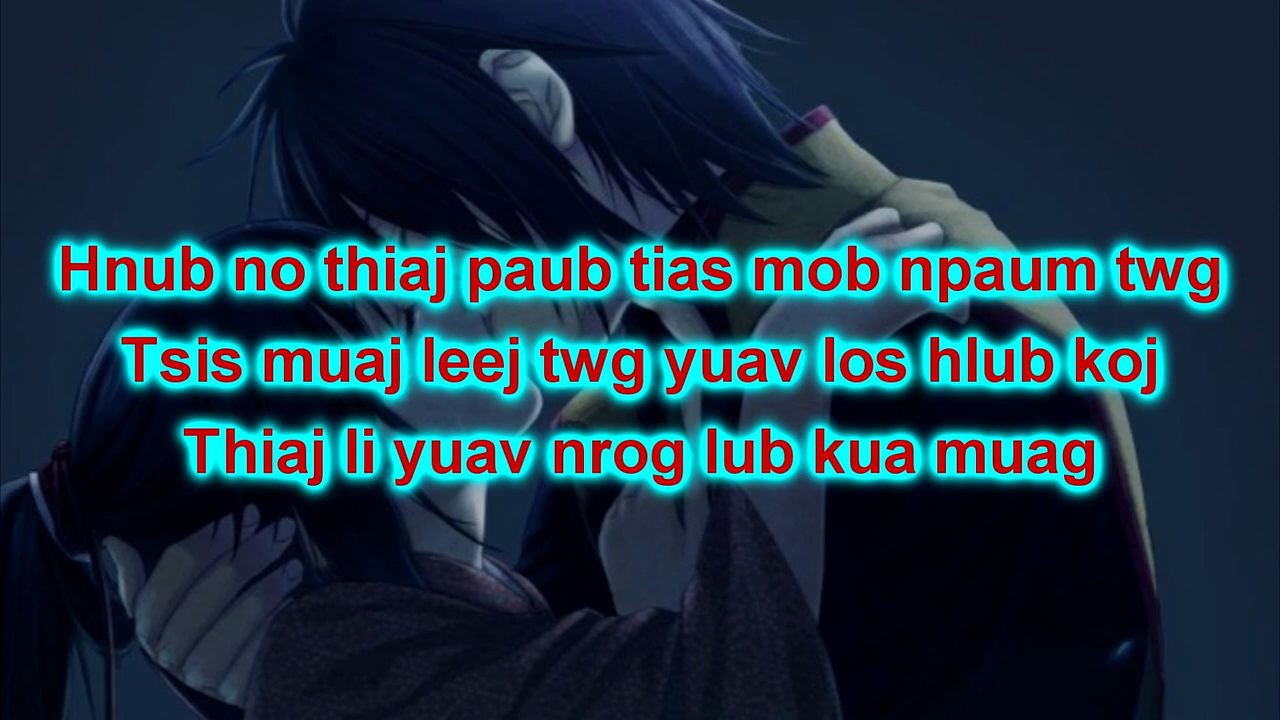 Hnub no thiaj paub tias mob npaum twg
Tsis muaj leej twg yuav los hlub koj
Thiaj li yuav nrog lub kua muag